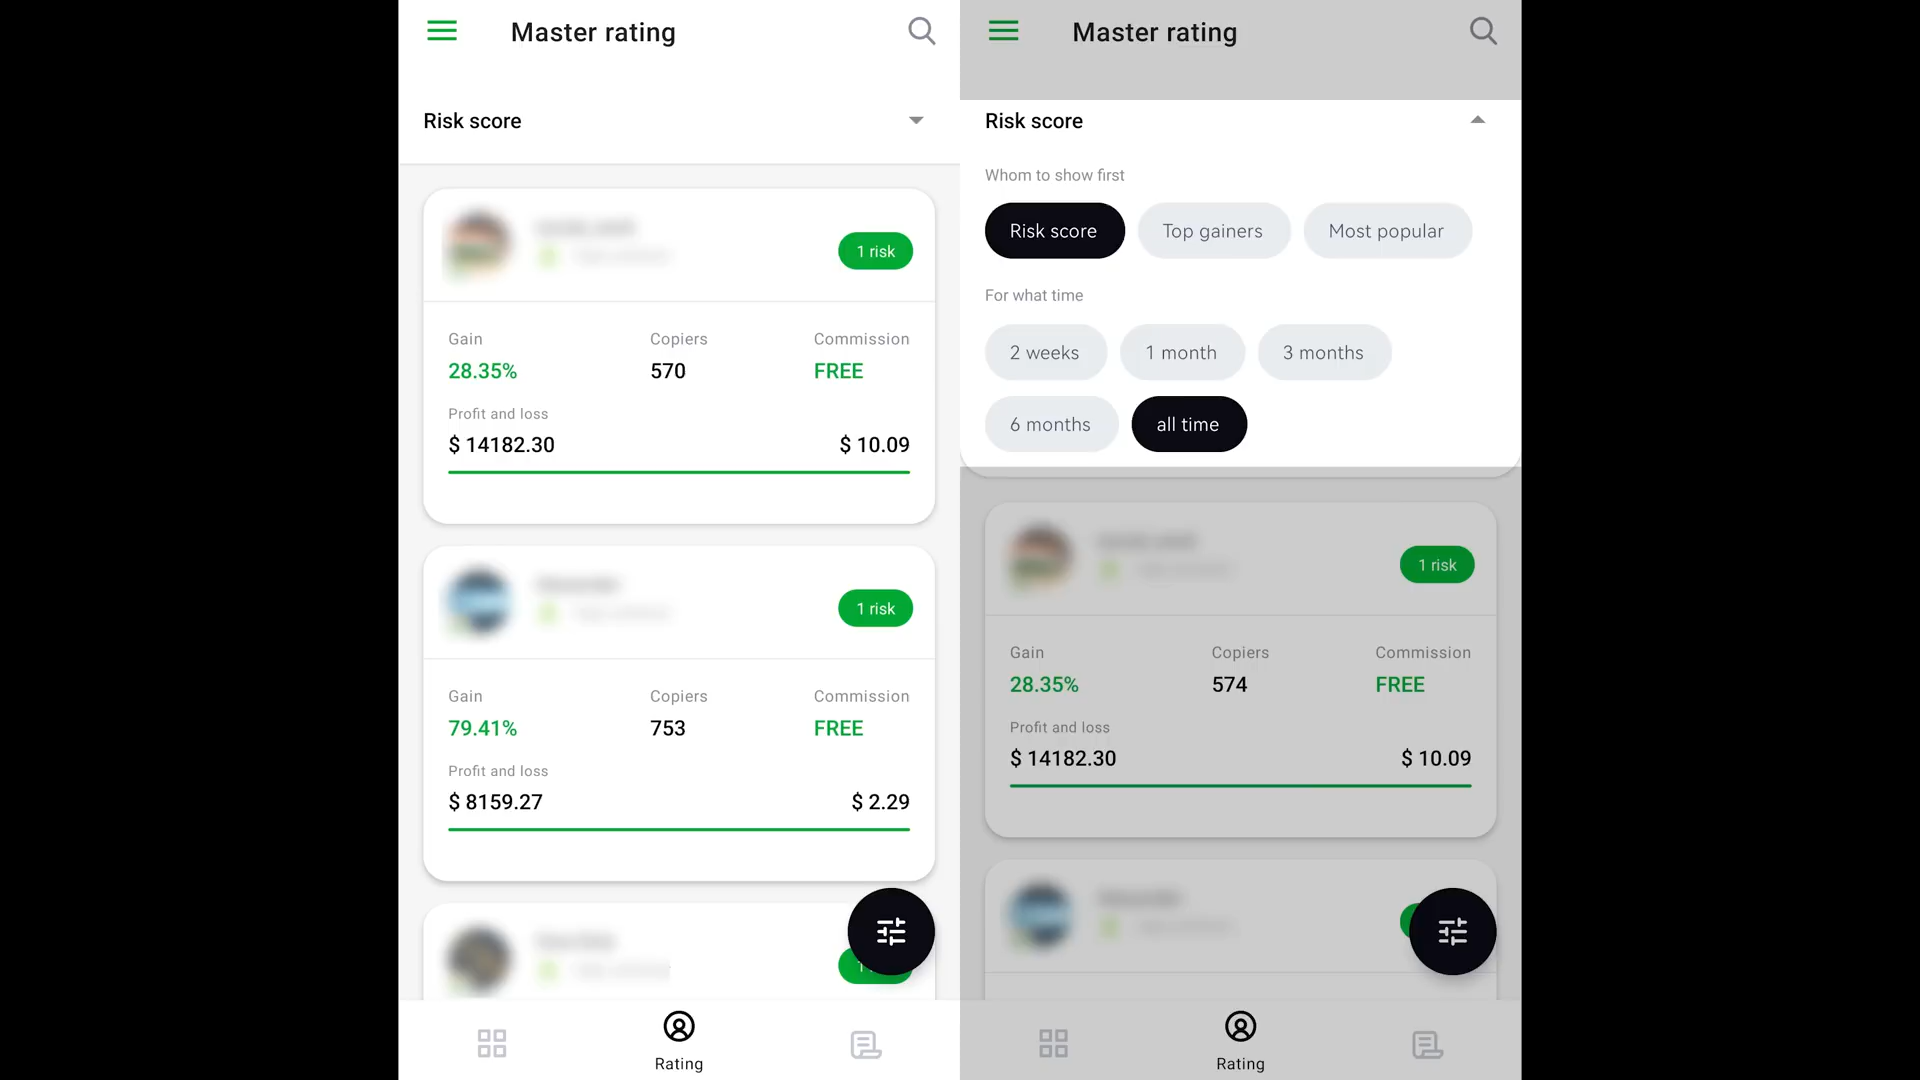 Master rating
Risk score
1 risk
Gain Copiers Commission
28.35% 570 FREE
Profit and loss
$ 14182.30 $ 10.09
1 risk
Gain Copiers Commission
79.41% 753 FREE
Profit and loss
$ 8159.27 $ 2.29
1
Rating
Master rating
Risk score
Whom to show first
Risk score Top gainers Most popular
For what time
2 weeks 1 month 3 months
6 months all time
1 risk
Gain Copiers Commission
28.35% 574 FREE
Profit and loss
$ 14182.30 $ 10.09
Rating